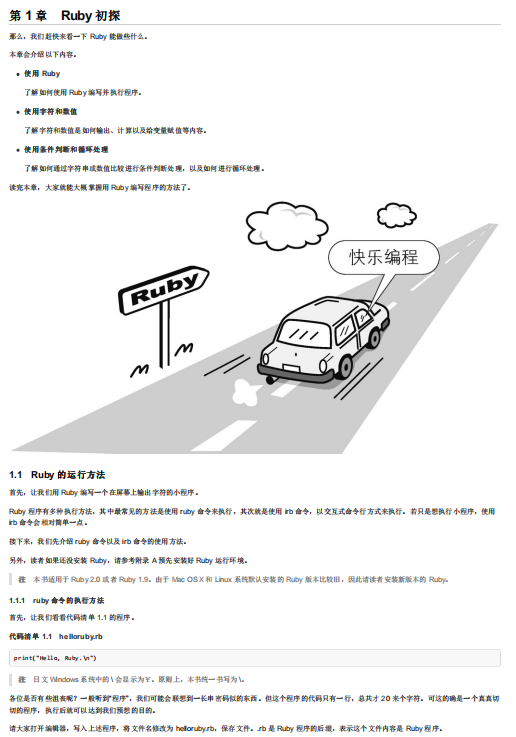 第 1 章 Ruby 初探
那么，我们赶快来看一下 Ruby 能做些什么。
本章会介绍以下内容。
• 使用 Ruby
了解如何使用 Ruby 编写并执行程序。
• 使用字符和数值
了解字符和数值是如何输出、计算以及给变量赋值等内容。
• 使用条件判断和循环处理
了解如何通过字符串或数值比较进行条件判断处理，以及如何进行循环处理。
读完本章，大家就能大概掌握用 Ruby 编写程序的方法了。
快乐编程
Ruby
1.1 Ruby 的运行方法
首先，让我们用 Ruby 编写一个在屏幕上输出字符的小程序。
Ruby 程序有多种执行方法，其中最常见的方法是使用 ruby 命令来执行，其次就是使用 irb 命令，以交互式命令行方式来执行。若只是想执行小程序，使用
irb 命令会相对简单一点。
接下来，我们先介绍 ruby 命令以及 irb 命令的使用方法。
另外，读者如果还没安装 Ruby，请参考附录 A 预先安装好 Ruby 运行环境。
注 本书适用于 Ruby 2.0 或者 Ruby 1.9。由于 Mac OS X 和 Linux 系统默认安装的 Ruby 版本比较旧，因此请读者安装新版本的 Ruby。
1.1.1 ruby 命令的执行方法
首先，让我们看看代码清单 1.1 的程序。
代码清单 1.1 helloruby.rb
print("Hello, Ruby.\n")
注 日文 Windows 系统中的 \ 会显示为 ¥。原则上，本书统一书写为 \。
各位是否有些沮丧呢？一般听到“程序”，我们可能会联想到一长串密码似的东西。但这个程序的代码只有一行，总共才 20 来个字符。可这的确是一个真真切
切的程序，执行后就可以达到我们预想的目的。
请大家打开编辑器，写入上述程序，将文件名修改为 helloruby.rb，保存文件。.rb 是 Ruby 程序的后缀，表示这个文件内容是 Ruby 程序。